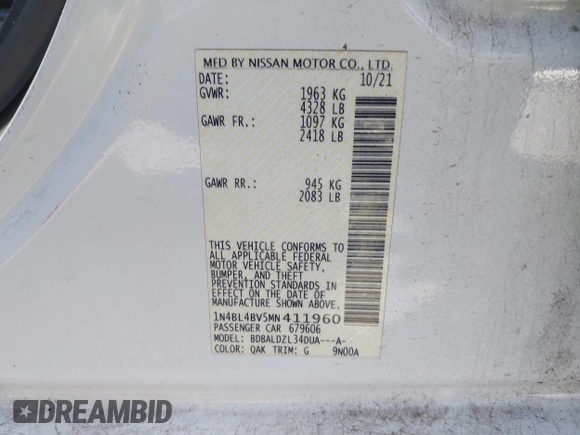 MFD BY NISSAN MOTOR CO., LTD.
DATE: 10/21
GVWR: 1963 KG
4328 LB
GAWR FR.: 1097 KG
2418 LB
GAWR RR.: 945 KG
2083 LB
THIS VEHICLE CONFORMS TO
ALL APPLICABLE FEDERAL
MOTOR VEHICLE SAFETY,
BUMPER, AND THEFT
PREVENTION STANDARDS
IN EFFECT ON THE DATE OF
MANUFACTURE SHOWN ABOVE.
1N4BL4BV5MN411960
PASSENGER CAR 679606
MODEL: BDBALDZL34DUA---A-
COLOR: QAK TRIM: G 9N00A
DREAMBID